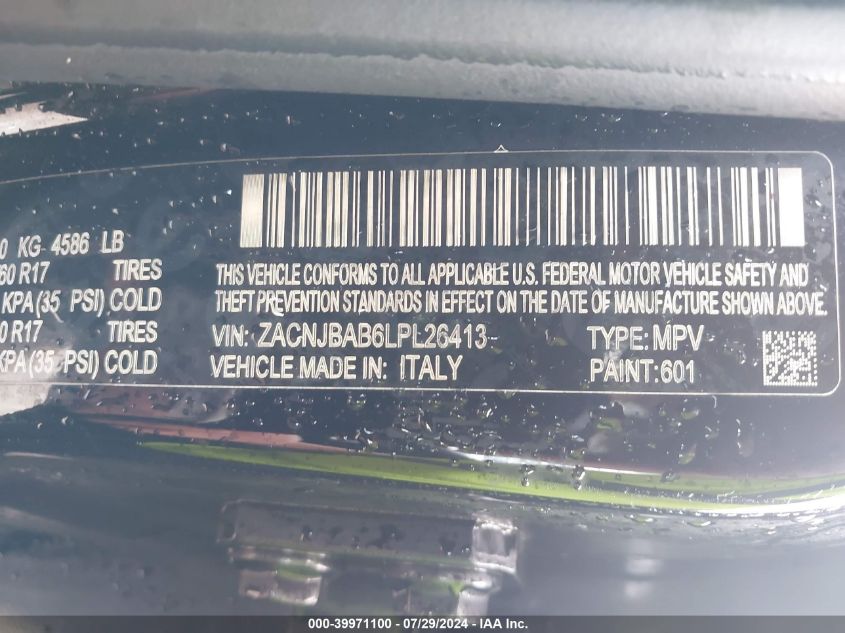 0 KG 4586 LB
60 R17 TIRES
KPA (35 PSI) COLD
0 R17 TIRES
KPA (35 PSI) COLD
THIS VEHICLE CONFORMS TO ALL APPLICABLE U.S. FEDERAL MOTOR VEHICLE SAFETY AND
THEFT PREVENTION STANDARDS IN EFFECT ON THE DATE OF MANUFACTURE SHOWN ABOVE.
VIN: ZACNJBAB6LPL26413 TYPE: MPV
VEHICLE MADE IN: ITALY PAINT:601
000-39971100 - 07/29/2024 - IAA Inc.